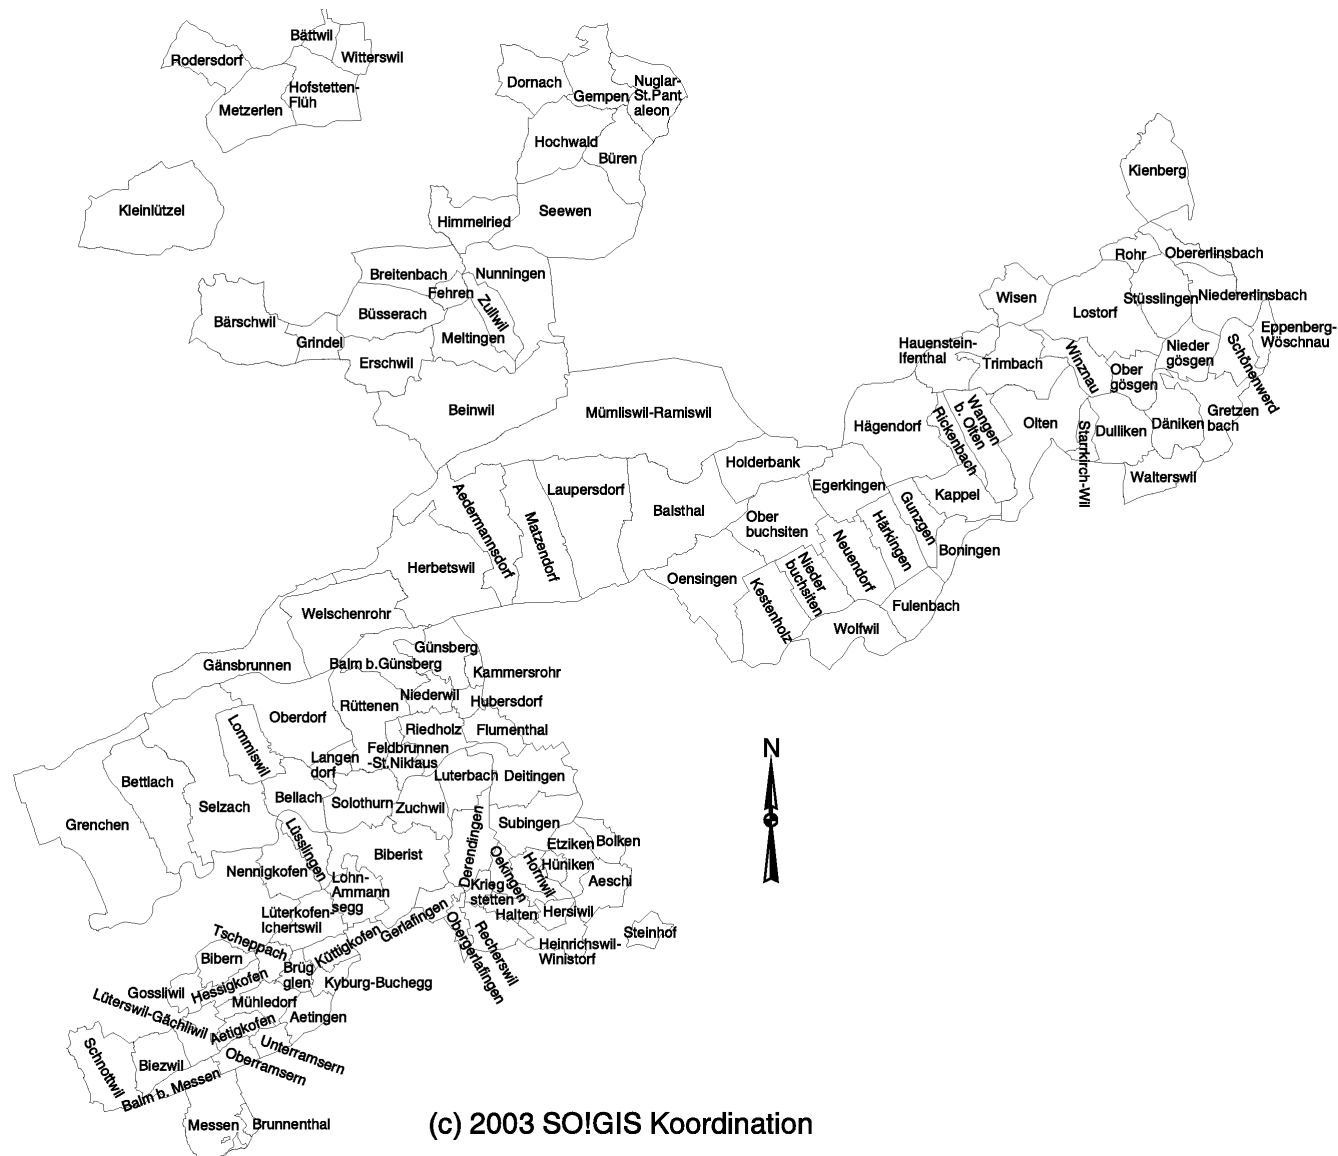 Bättwil
Rodersdorf
Witterswil
Hofstetten-
Flüh
Metzerlen
Dornach
Gempen
Nuglar-
St.Pant
aleon
Hochwald
Büren
Kleinlützel
Seewen
Himmelried
Kienberg
Breitenbach
Nunningen
Fehren
Zullwil
Büsserach
Bärschwil
Grindel
Meltingen
Erschwil
Beinwil
Mümliswil-Ramiswil
Rohr
Obererlinsbach
Wisen
Lostorf
Stüsslingen
Niedererlinsbach
Eppenberg-
Wöschnau
Hauenstein-
Ifenthal
Trimbach
Winznau
Ober
gösgen
Nieder
gösgen
Schönenwerd
Hägendorf
Rickenbach
Wangen
b. Olten
Olten
Starrkirch-Wil
Dulliken
Däniken
Gretzen
bach
Walterswil
Holderbank
Egerkingen
Kappel
Laupersdorf
Balsthal
Aedermannsdorf
Matzendorf
Ober
buchsiten
Gunzgen
Härkingen
Boningen
Neuendorf
Nieder
buchsiten
Oensingen
Kestenholz
Fulenbach
Wolfwil
Herbetswil
Welschenrohr
Gänsbrunnen
Günsberg
Balm b.Günsberg
Kammersrohr
Niederwil
Hubersdorf
Rüttenen
Oberdorf
Lommiswil
Riedholz
Flumenthal
Feldbrunnen
-St.Niklaus
Langen
dorf
Luterbach
Deitingen
Bettlach
Selzach
Bellach
Solothurn
Zuchwil
Grenchen
Subingen
Derendingen
Etziken
Bolken
Lüsslingen
Biberist
Oekingen
Horriwil
Hüniken
Aeschi
Nennigkofen
Lohn-
Ammann
segg
Krieg
stetten
Halten
Hersiwil
Lüterkofen-
Ichertswil
Gerlafingen
Obergerlafingen
Recherswil
Heinrichswil-
Winistorf
Steinhof
Tscheppach
Küttigkofen
Bibern
Brüg
glen
Kyburg-Buchegg
Gossliwil
Hessigkofen
Mühledorf
Lüterswil-Gächliwil
Aetigkofen
Aetingen
Unterramsern
Oberramsern
Schnottwil
Biezwil
Balm b. Messen
Messen
Brunnenthal
N
(c) 2003 SO!GIS Koordination